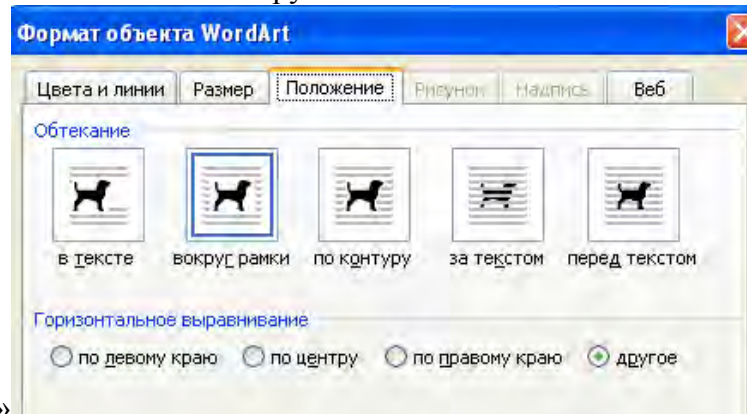 Формат объекта WordArt
Цвета и линии Размер Положение Рисунок Надпись Веб
Обтекание
в тексте вокруг рамки по контуру за текстом перед текстом
Горизонтальное выравнивание
по левому краю по центру по правому краю другое
»